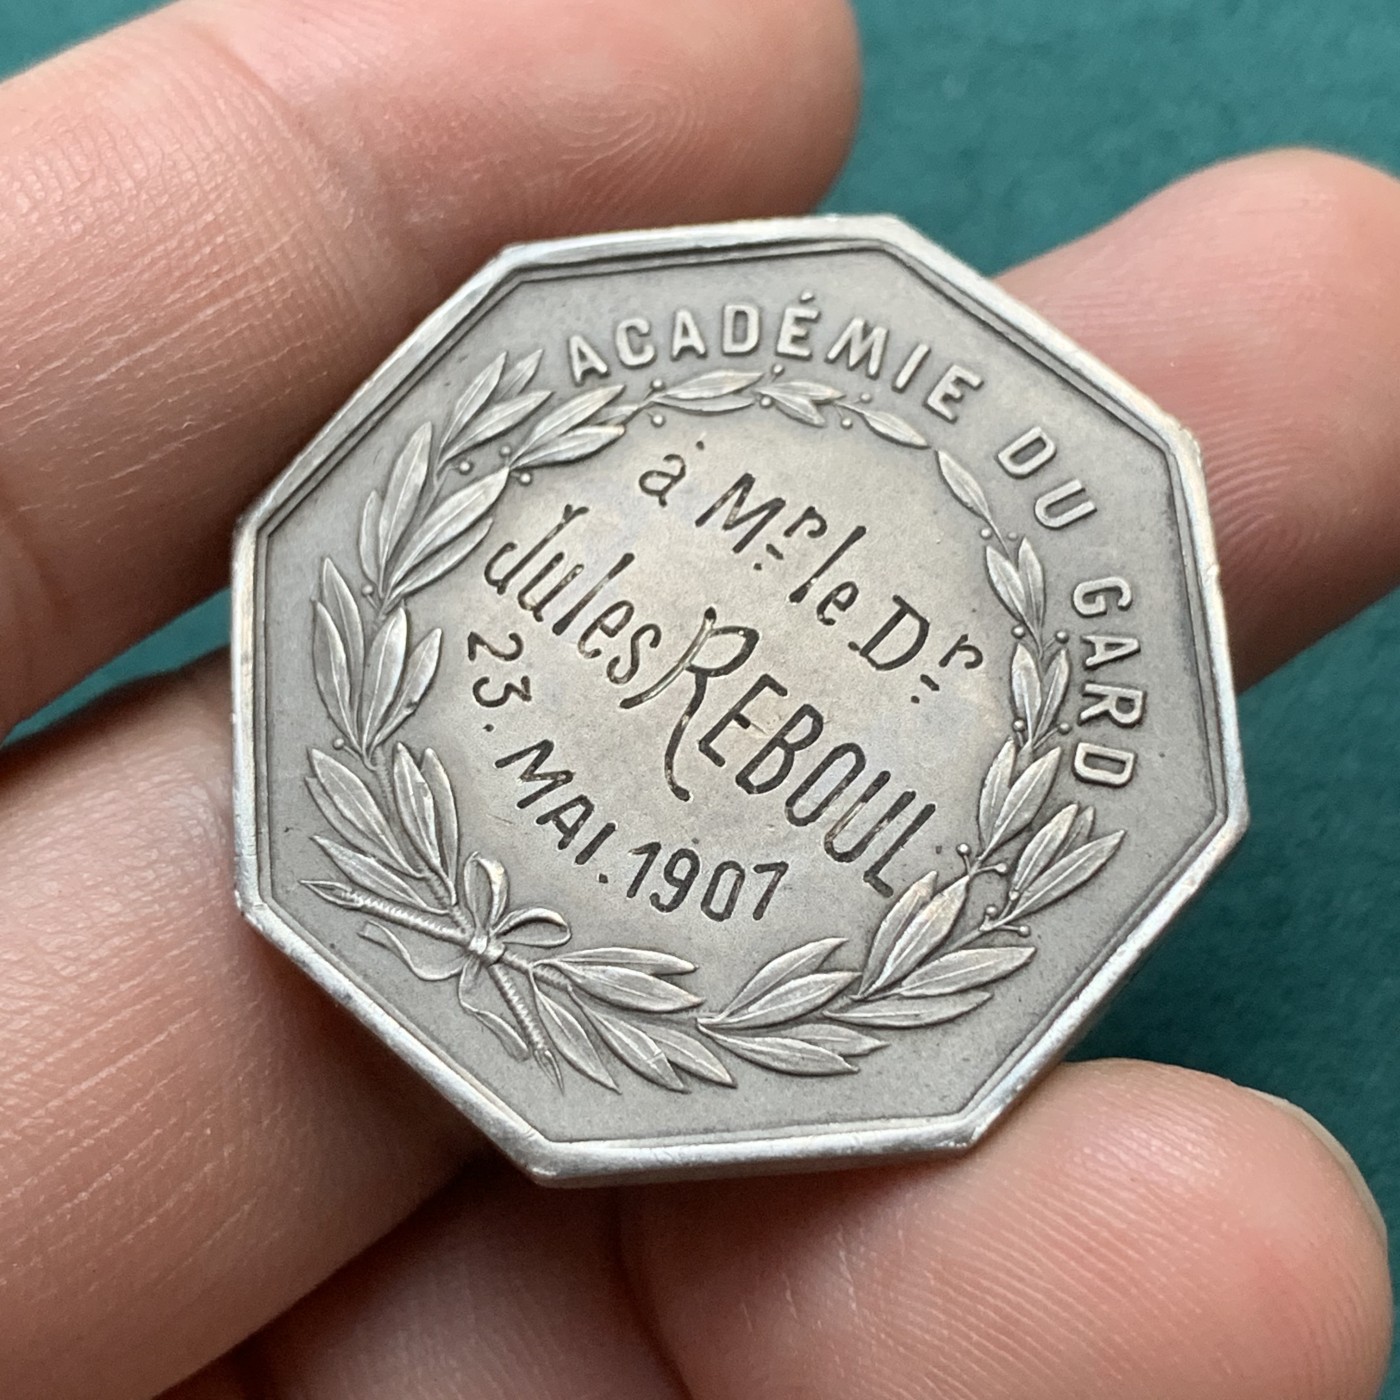 ACADÉMIE DU GARD
à Mr le Dr
Jules REBOUL
23. MAI. 1907